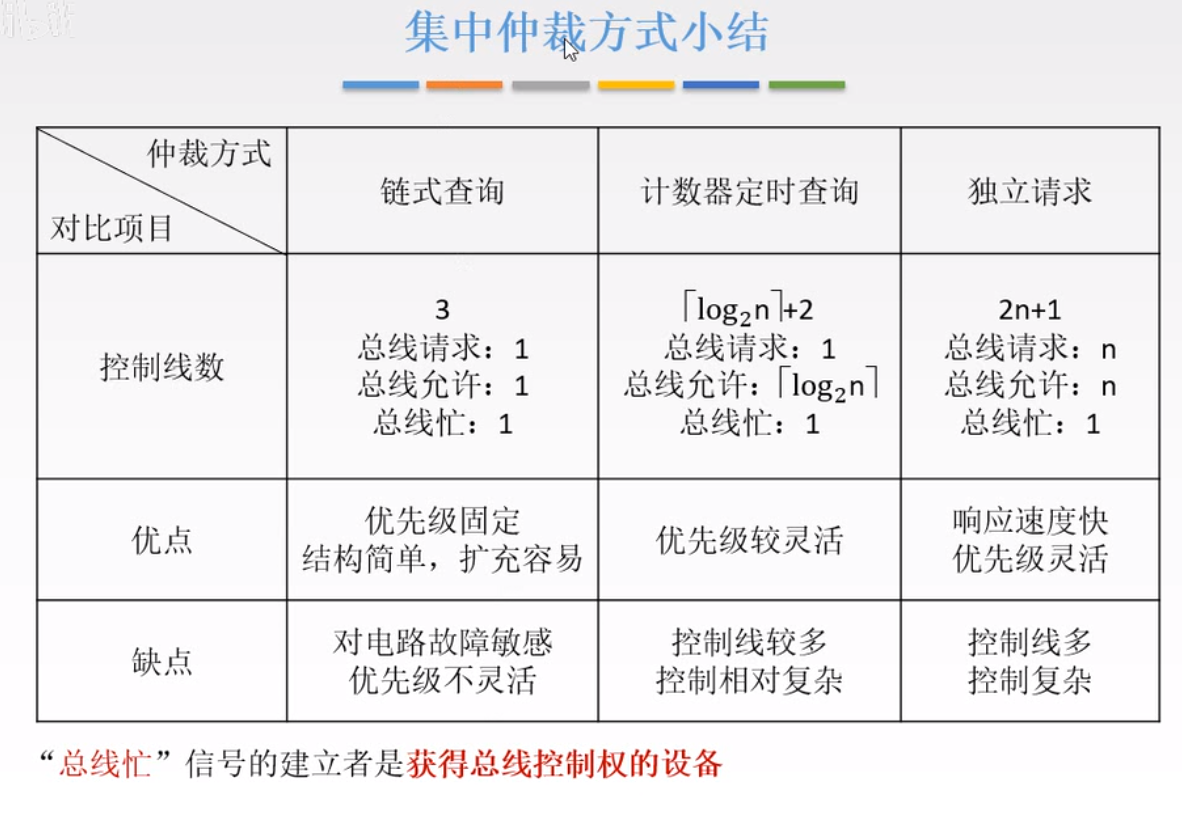 集中仲裁方式小结
仲裁方式
对比项目
链式查询
计数器定时查询
独立请求
控制线数
3
总线请求：1
总线允许：1
总线忙：1
⌈log₂n⌉+2
总线请求：1
总线允许：⌈log₂n⌉
总线忙：1
2n+1
总线请求：n
总线允许：n
总线忙：1
优点
优先级固定
结构简单，扩充容易
优先级较灵活
响应速度快
优先级灵活
缺点
对电路故障敏感
优先级不灵活
控制线较多
控制相对复杂
控制线多
控制复杂
“总线忙”信号的建立者是获得总线控制权的设备